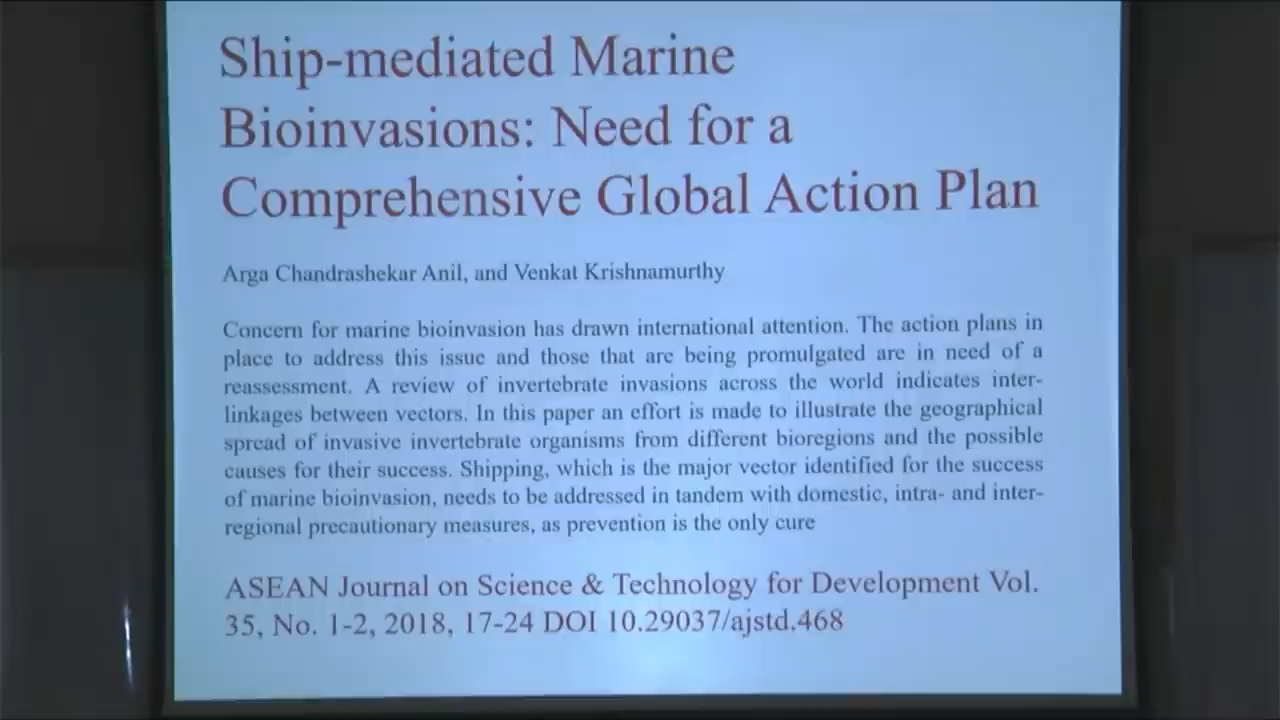 Ship-mediated Marine
Bioinvasions: Need for a
Comprehensive Global Action Plan
Arga Chandrashekar Anil, and Venkat Krishnamurthy
Concern for marine bioinvasion has drawn international attention. The action plans in
place to address this issue and those that are being promulgated are in need of a
reassessment. A review of invertebrate invasions across the world indicates inter-
linkages between vectors. In this paper an effort is made to illustrate the geographical
spread of invasive invertebrate organisms from different bioregions and the possible
causes for their success. Shipping, which is the major vector identified for the success
of marine bioinvasion, needs to be addressed in tandem with domestic, intra- and inter-
regional precautionary measures, as prevention is the only cure
ASEAN Journal on Science & Technology for Development Vol.
35, No. 1-2, 2018, 17-24 DOI 10.29037/ajstd.468